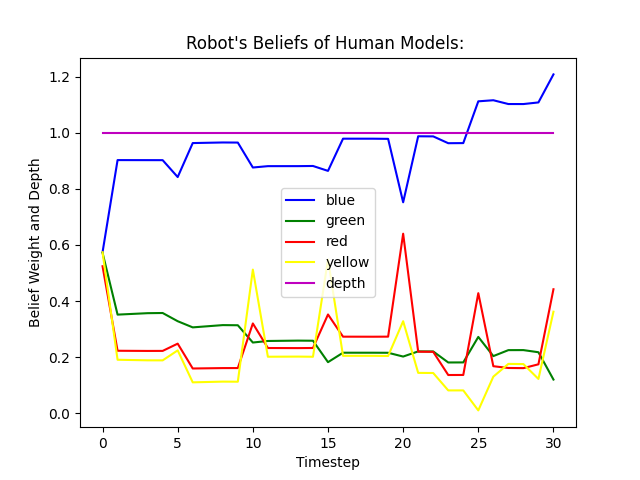 Robot's Beliefs of Human Models:
Belief Weight and Depth
1.2
1.0
0.8
0.6
0.4
0.2
0.0
blue
green
red
yellow
depth
0
5
10
15
20
25
30
Timestep